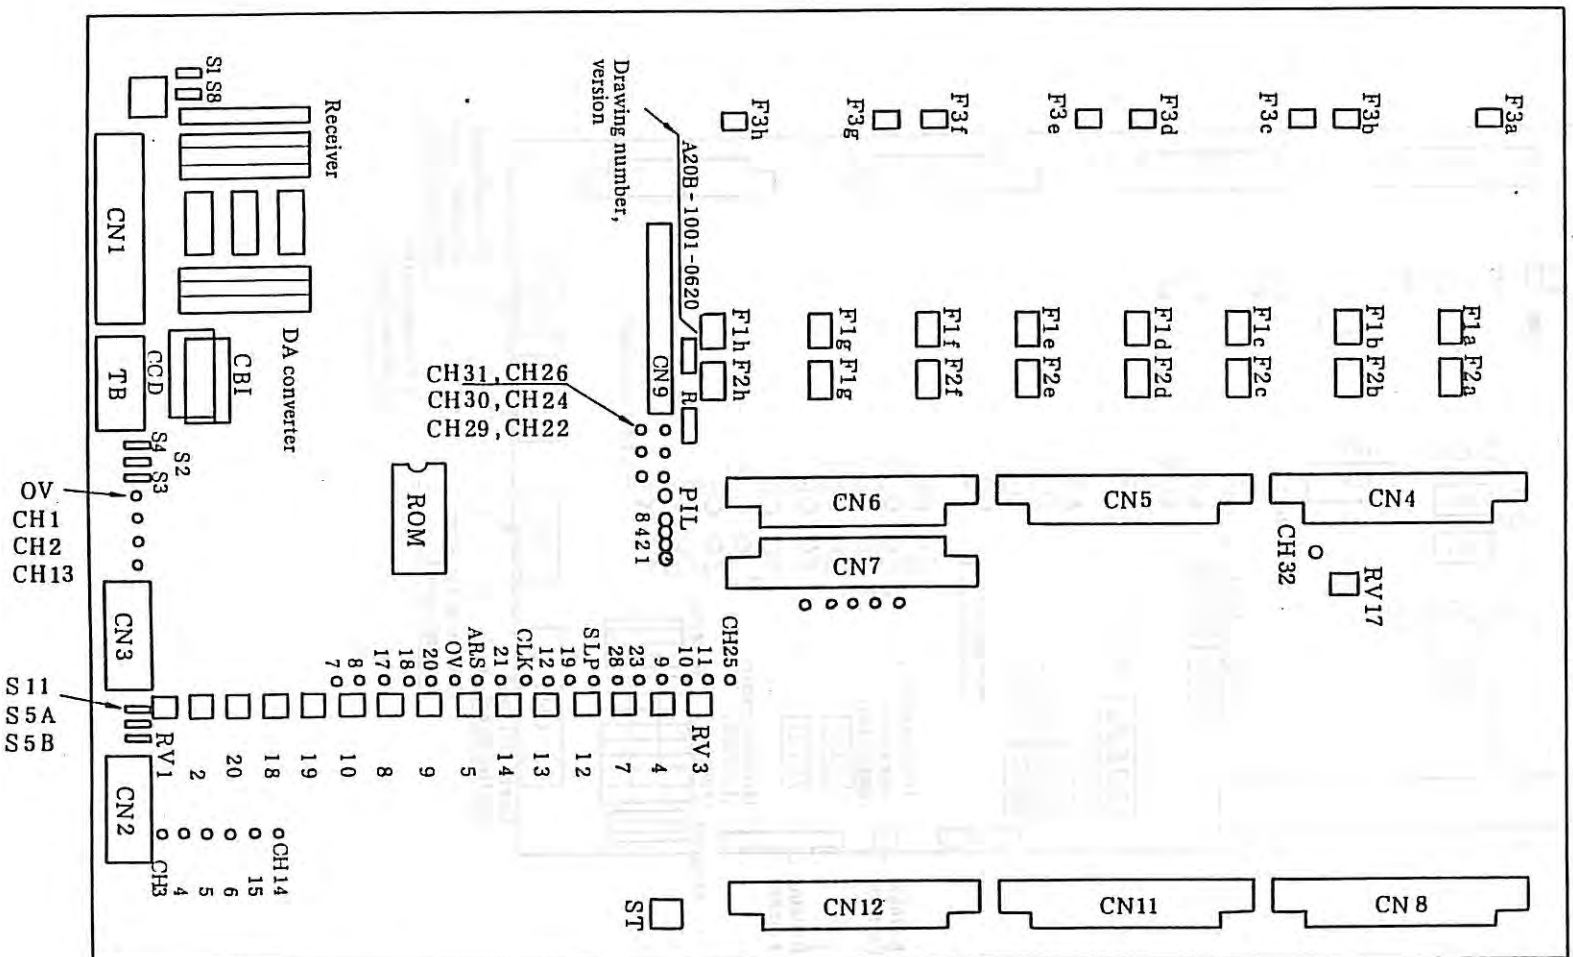 S1
S8
Receiver
Drawing number,
version
A20B-1001-0620
F3h
F3g
F3f
F3e
F3d
F3c
F3b
F3a
CN1
DA converter
CBI
CCD
TB
CN9
R
F1h
F1g
F1f
F1e
F1d
F1c
F1b
F1a
F2h
F1g
F2f
F2e
F2d
F2c
F2b
F2a
CH31, CH26
CH30, CH24
CH29, CH22
S4
S2
S3
OV
CH1
CH2
CH13
ROM
PIL
8421
CN6
CN5
CN4
CN7
CH32
RV17
CN3
S11
S5A
S5B
7
8
17
18
20
OV
ARS
21
CLK
12
19
SLP
28
23
9
10
11
CH25
RV1
2
20
18
19
10
8
9
5
14
13
12
7
4
RV3
CN2
CH3
4
5
6
15
CH14
ST
CN12
CN11
CN8